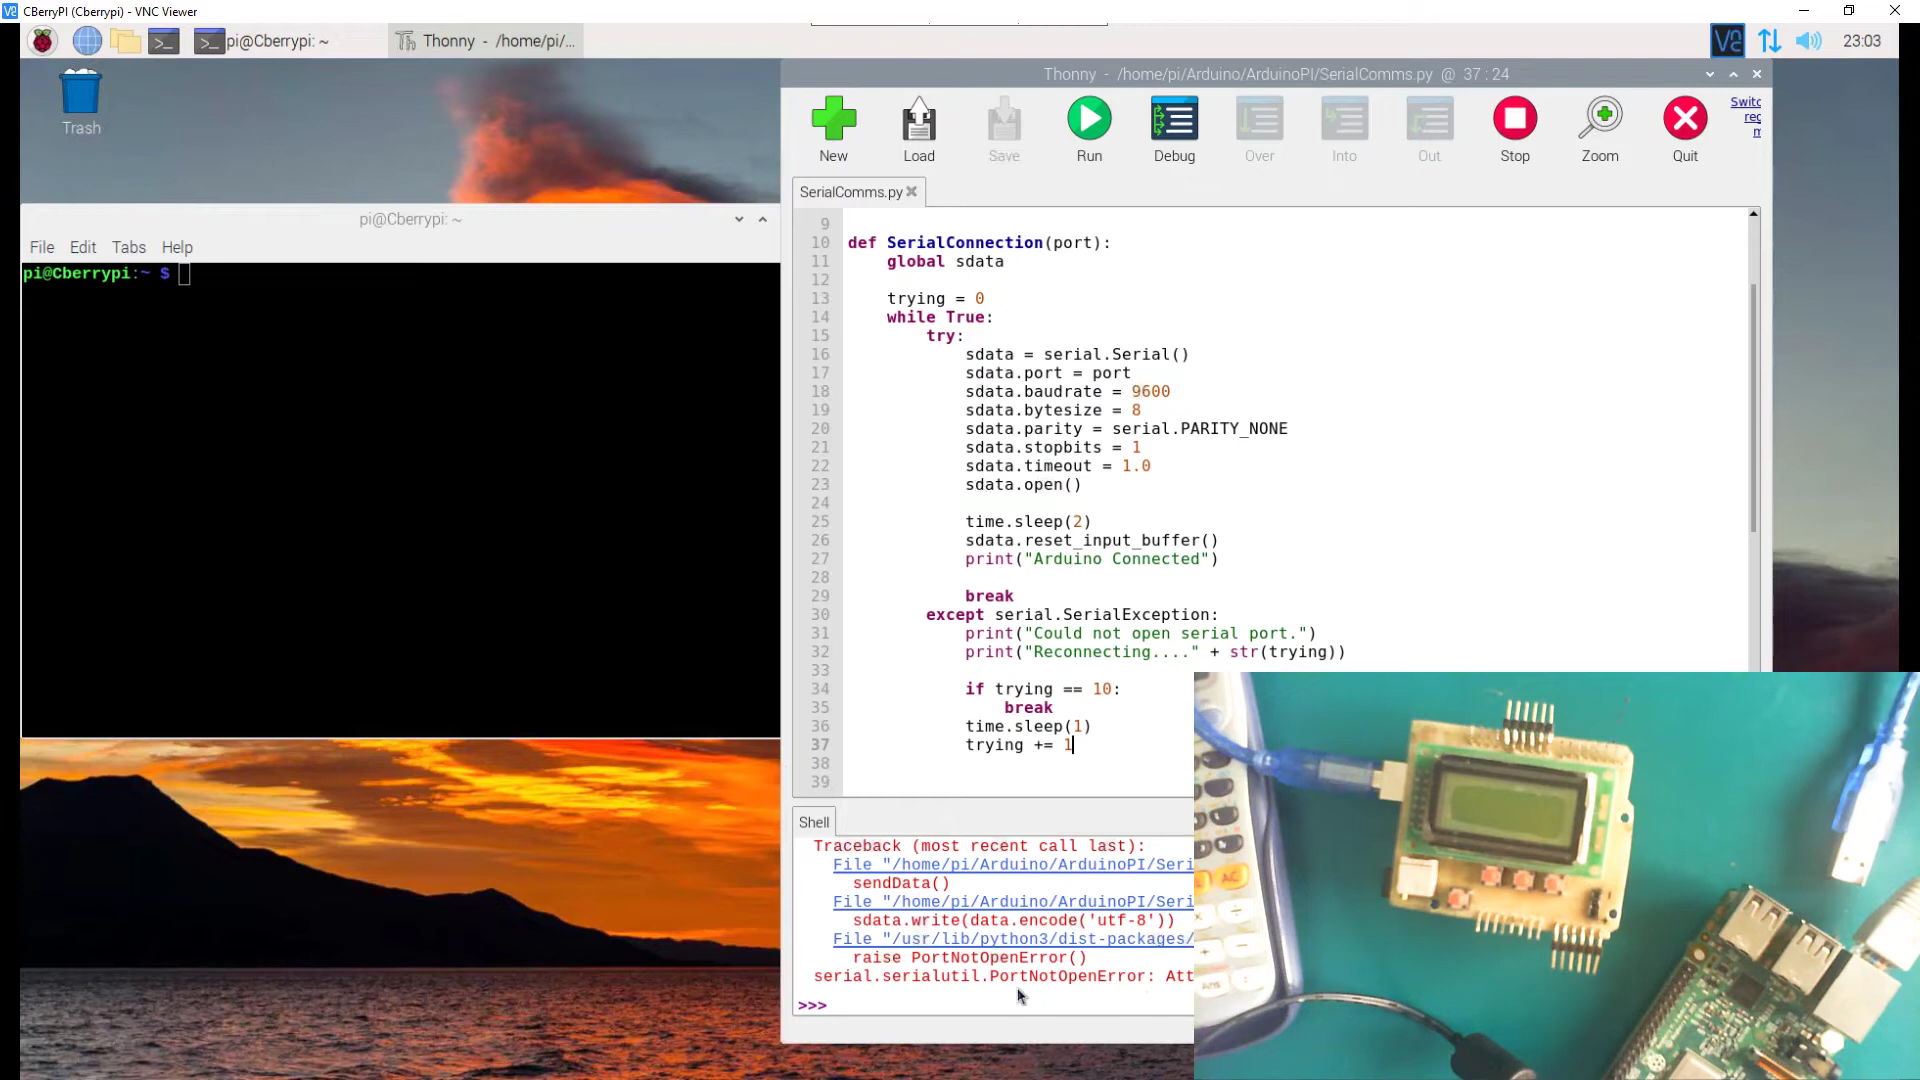 CBerryPI (Cberrypi) - VNC Viewer
pi@Cberrypi: ~
Thonny - /home/pi/...
23:03
Trash
Thonny - /home/pi/Arduino/ArduinoPI/SerialComms.py @ 37 : 24
New
Load
Save
Run
Debug
Over
Into
Out
Stop
Zoom
Quit
Switc
reg
m
SerialComms.py
pi@Cberrypi: ~
File Edit Tabs Help
pi@Cberrypi:~ $
9
10 def SerialConnection(port):
11 global sdata
12
13 trying = 0
14 while True:
15 try:
16 sdata = serial.Serial()
17 sdata.port = port
18 sdata.baudrate = 9600
19 sdata.bytesize = 8
20 sdata.parity = serial.PARITY_NONE
21 sdata.stopbits = 1
22 sdata.timeout = 1.0
23 sdata.open()
24
25 time.sleep(2)
26 sdata.reset_input_buffer()
27 print("Arduino Connected")
28
29 break
30 except serial.SerialException:
31 print("Could not open serial port.")
32 print("Reconnecting...." + str(trying))
33
34 if trying == 10:
35 break
36 time.sleep(1)
37 trying += 1
38
39
Shell
Traceback (most recent call last):
File "/home/pi/Arduino/ArduinoPI/Seri
sendData()
File "/home/pi/Arduino/ArduinoPI/Seri
sdata.write(data.encode('utf-8'))
File "/usr/lib/python3/dist-packages/
raise PortNotOpenError()
serial.serialutil.PortNotOpenError: Att
>>>
AC
Ans